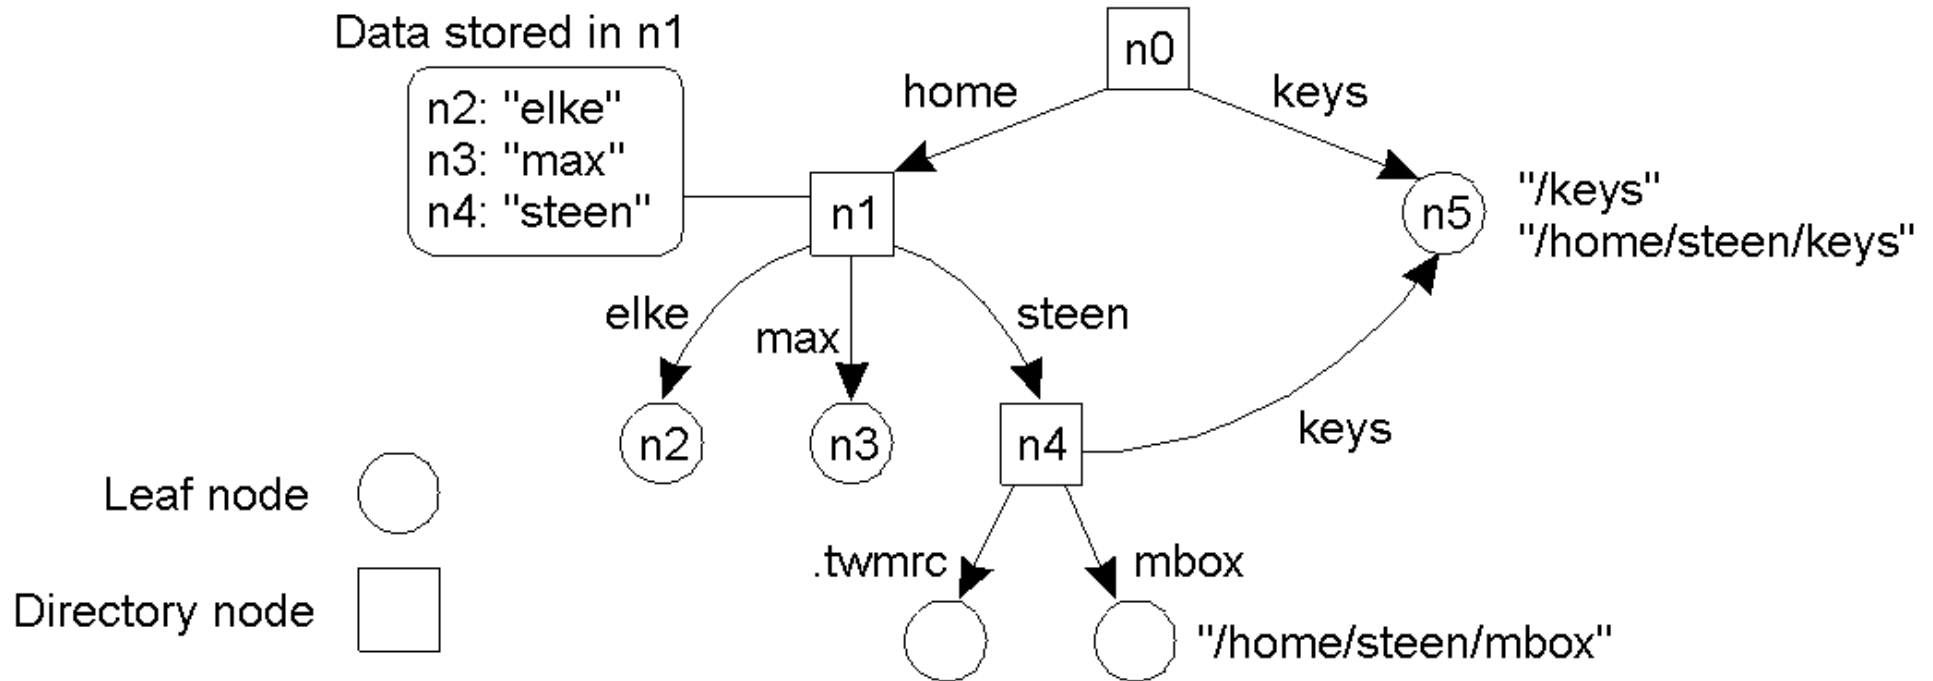 Data stored in n1
n0
n2: "elke"
n3: "max"
n4: "steen"
home
keys
n1
n5
"/keys"
"/home/steen/keys"
elke
max
steen
n2
n3
n4
keys
Leaf node
.twmrc
mbox
Directory node
"/home/steen/mbox"